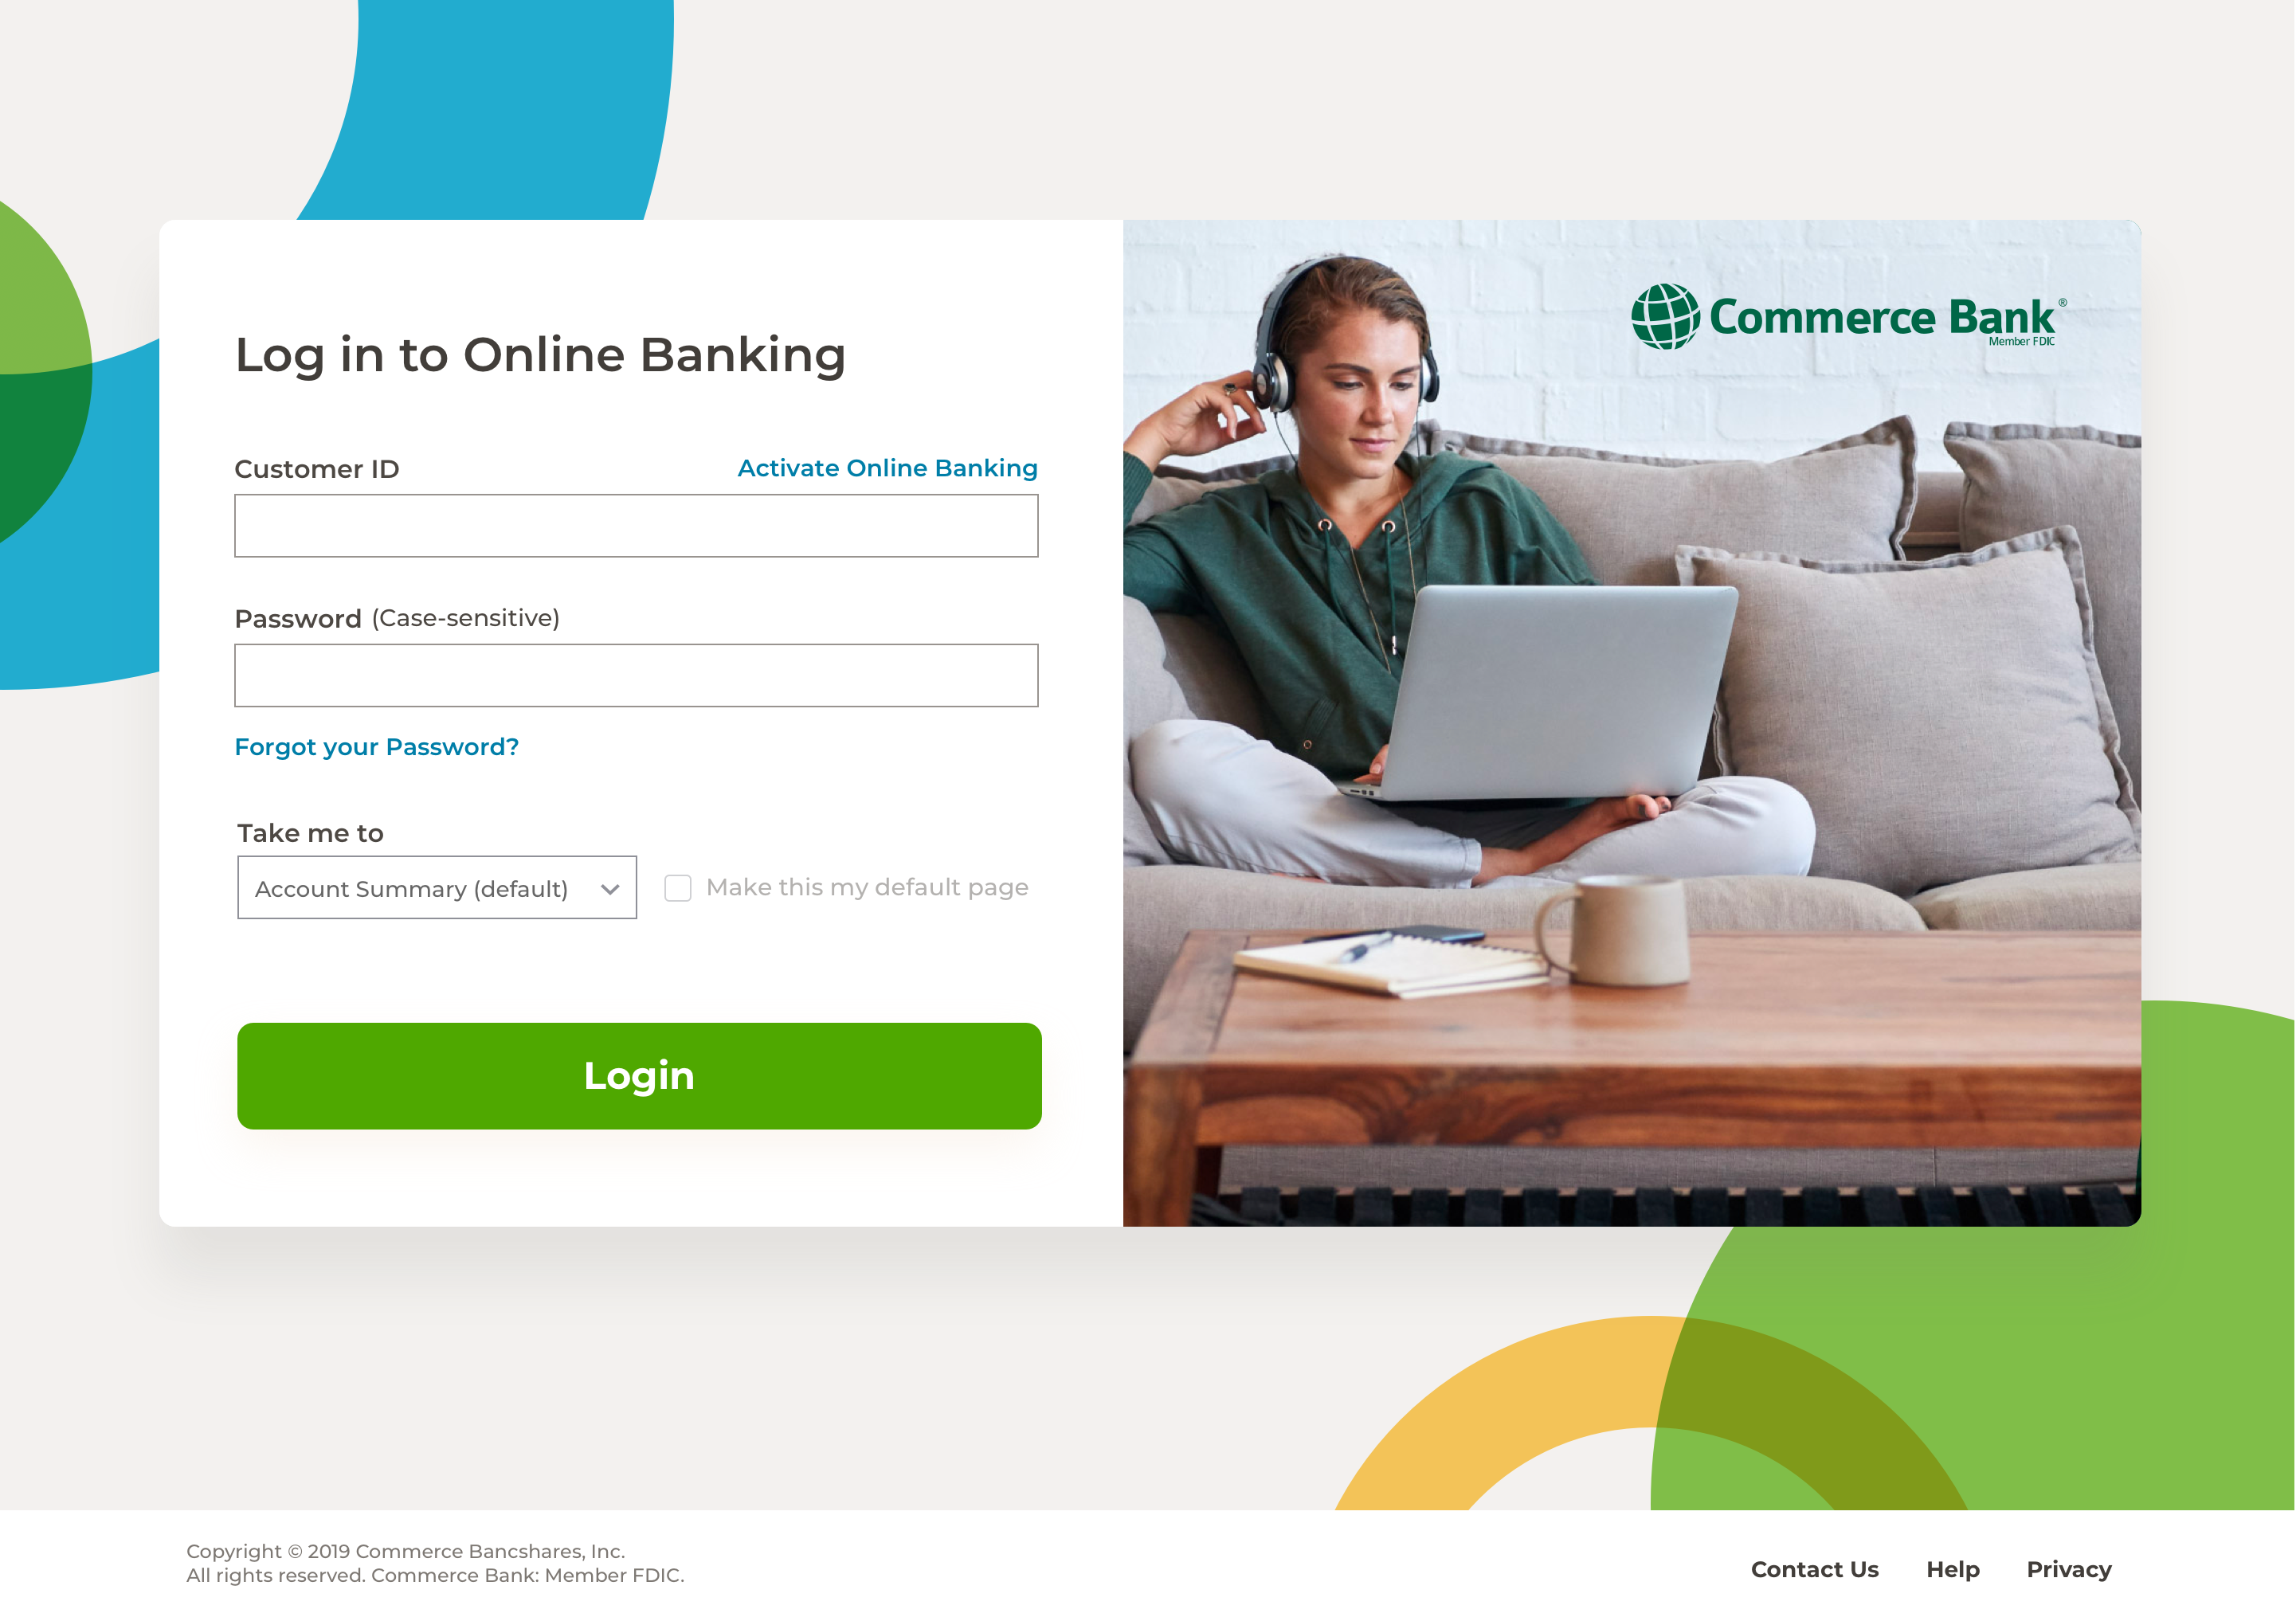 Commerce Bank®
Member FDIC
Log in to Online Banking
Customer ID
Activate Online Banking
Password (Case-sensitive)
Forgot your Password?
Take me to
Account Summary (default)
Make this my default page
Login
Copyright © 2019 Commerce Bancshares, Inc.
All rights reserved. Commerce Bank: Member FDIC.
Contact Us
Help
Privacy